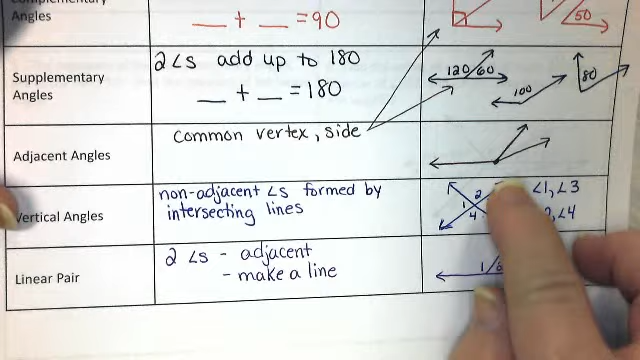 Angles
__ + __ = 90
50
Supplementary
Angles
2 ∠s add up to 180
__ + __ = 180
120 60
100
80
Adjacent Angles
common vertex, side
Vertical Angles
non-adjacent ∠s formed by
intersecting lines
1 2
4
∠1, ∠3
∠4
Linear Pair
2 ∠s - adjacent
- make a line
1